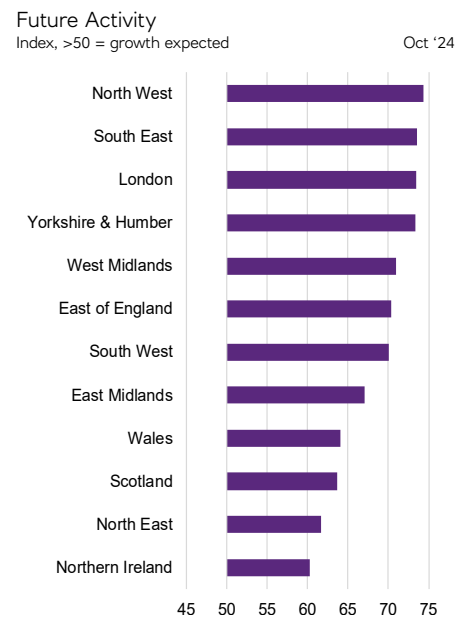 Future Activity
Index, >50 = growth expected Oct ‘24
North West
South East
London
Yorkshire & Humber
West Midlands
East of England
South West
East Midlands
Wales
Scotland
North East
Northern Ireland
45 50 55 60 65 70 75